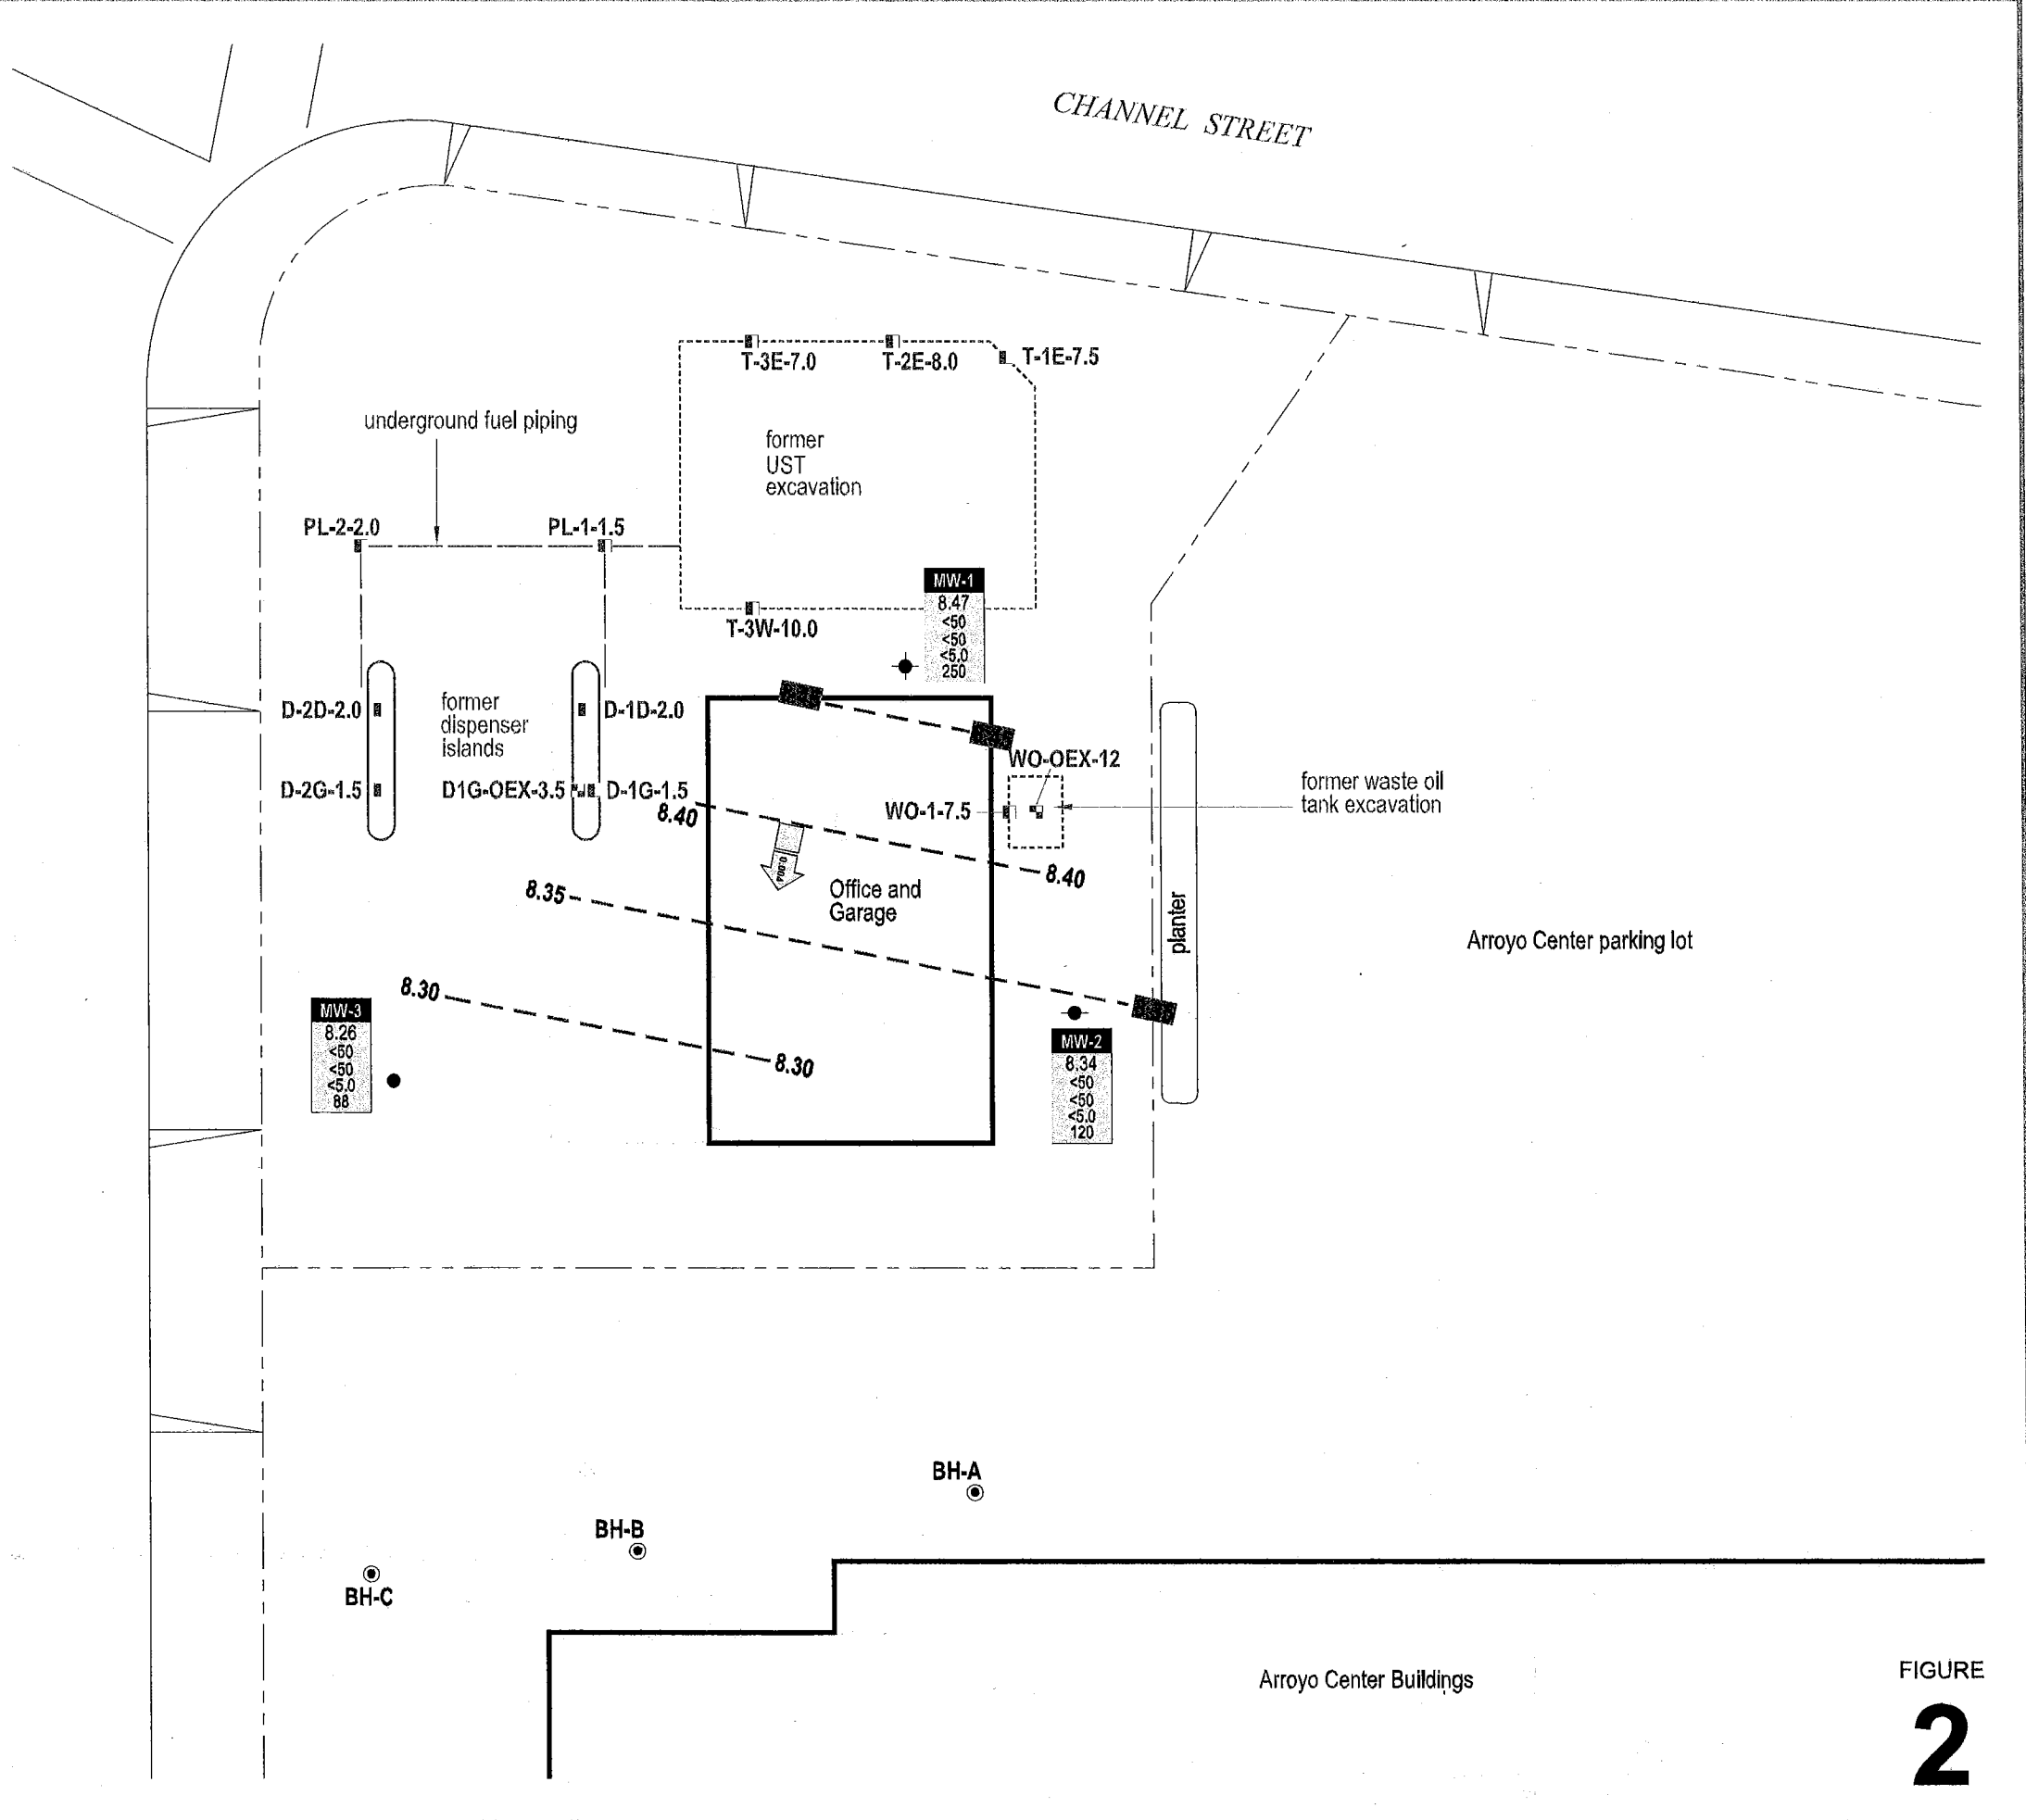 CHANNEL STREET
T-3E-7.0
T-2E-8.0
T-1E-7.5
underground fuel piping
former
UST
excavation
PL-2-2.0
PL-1-1.5
MW-1
8.47
<50
<50
<5.0
250
T-3W-10.0
D-2D-2.0
former
dispenser
islands
D-1D-2.0
WO-OEX-12
D-2G-1.5
D1G-OEX-3.5
D-1G-1.5
8.40
WO-1-7.5
former waste oil
tank excavation
0.004
8.40
8.35
Office and
Garage
planter
Arroyo Center parking lot
8.30
8.30
MW-3
8.26
<50
<50
<5.0
88
MW-2
8.34
<50
<50
<5.0
120
BH-A
BH-B
BH-C
Arroyo Center Buildings
FIGURE
2